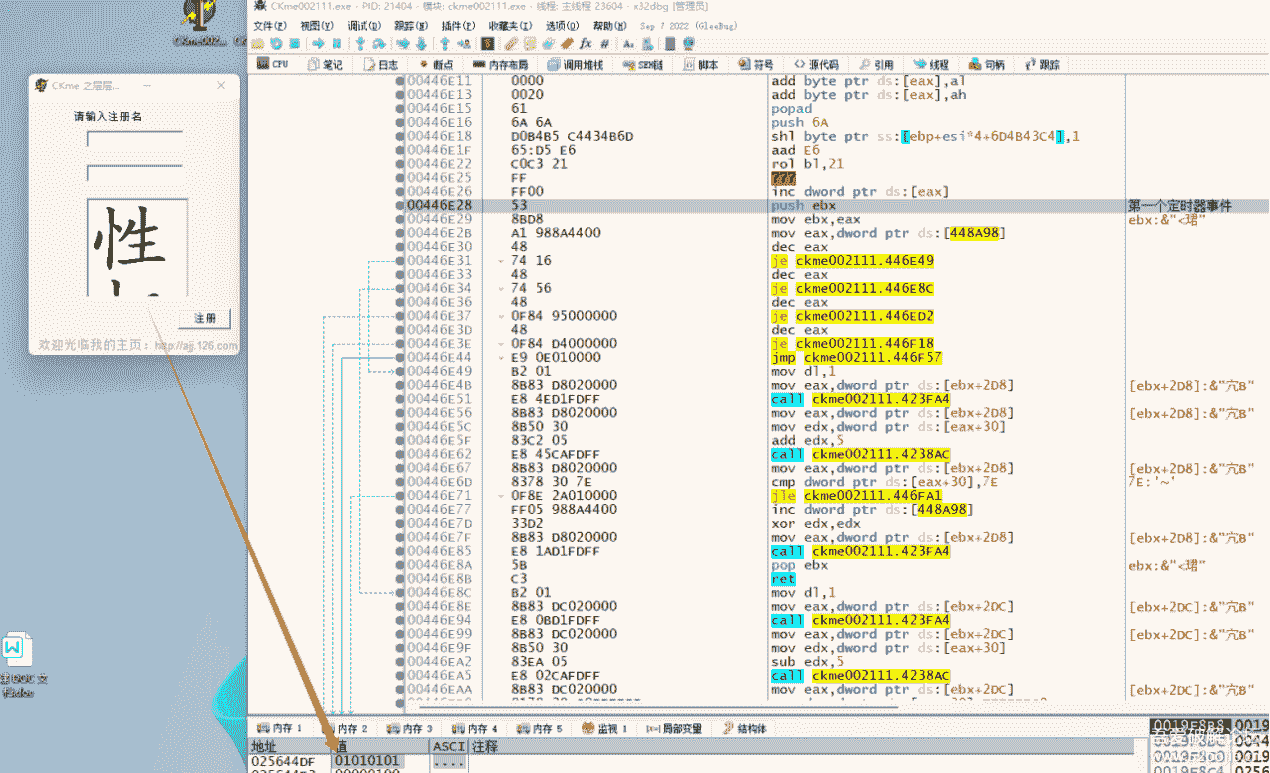 CKme002...
CKme 之层层...
请输入注册名
性
注册
欢迎光临我的主页：http://ajj.126.com
CKme002111.exe - PID: 21404 - 模块: ckme002111.exe - 线程: 主线程 23604 - x32dbg [管理员]
文件(F) 视图(V) 调试(D) 跟踪(N) 插件(P) 收藏夹(I) 选项(O) 帮助(H) Sep 7 2022 (GleeBug)
CPU 笔记 日志 断点 内存布局 调用堆栈 SEH链 脚本 符号 源代码 引用 线程 句柄 跟踪
00446E11 0000 add byte ptr ds:[eax],al
00446E13 0020 add byte ptr ds:[eax],ah
00446E15 61 popad
00446E16 6A 6A push 6A
00446E18 D0B4B5 C4434B6D shl byte ptr ss:[ebp+esi*4+6D4B43C4],1
00446E1F 65:D5 E6 aad E6
00446E22 C0C3 21 rol bl,21
00446E25 FF
00446E26 FF00 inc dword ptr ds:[eax]
00446E28 53 push ebx 第一个定时器事件
00446E29 8BD8 mov ebx,eax ebx:&"<珺"
00446E2B A1 988A4400 mov eax,dword ptr ds:[448A98]
48 dec eax
00446E31 74 16 je ckme002111.446E49
00446E33 48 dec eax
00446E34 74 56 je ckme002111.446E8C
00446E36 48 dec eax
00446E37 0F84 95000000 je ckme002111.446ED2
00446E3D 48 dec eax
00446E3E 0F84 D4000000 je ckme002111.446F18
00446E44 E9 0E010000 jmp ckme002111.446F57
00446E49 B2 01 mov dl,1
00446E4B 8B83 D8020000 mov eax,dword ptr ds:[ebx+2D8] [ebx+2D8]:&"穴B"
00446E51 E8 4ED1FDFF call ckme002111.423FA4
00446E56 8B83 D8020000 mov eax,dword ptr ds:[ebx+2D8] [ebx+2D8]:&"穴B"
00446E5C 8B50 30 mov edx,dword ptr ds:[eax+30]
00446E5F 83C2 05 add edx,5
00446E62 E8 45CAFDFF call ckme002111.4238AC
00446E67 8B83 D8020000 mov eax,dword ptr ds:[ebx+2D8] [ebx+2D8]:&"穴B"
00446E6D 8378 30 7E cmp dword ptr ds:[eax+30],7E 7E:'~'
00446E71 0F8E 2A010000 jle ckme002111.446FA1
00446E77 FF05 988A4400 inc dword ptr ds:[448A98]
00446E7D 33D2 xor edx,edx
00446E7F 8B83 D8020000 mov eax,dword ptr ds:[ebx+2D8] [ebx+2D8]:&"穴B"
00446E85 E8 1AD1FDFF call ckme002111.423FA4
00446E8A 5B pop ebx ebx:&"<珺"
00446E8B C3 ret
00446E8C B2 01 mov dl,1
00446E8E 8B83 DC020000 mov eax,dword ptr ds:[ebx+2DC] [ebx+2DC]:&"穴B"
00446E94 E8 0BD1FDFF call ckme002111.423FA4
00446E99 8B83 DC020000 mov eax,dword ptr ds:[ebx+2DC] [ebx+2DC]:&"穴B"
00446E9F 8B50 30 mov edx,dword ptr ds:[eax+30]
00446EA2 83EA 05 sub edx,5
00446EA5 E8 02CAFDFF call ckme002111.4238AC
00446EAA 8B83 DC020000 mov eax,dword ptr ds:[ebx+2DC] [ebx+2DC]:&"穴B"
内存 1 内存 2 内存 3 内存 4 内存 5 监视 1 局部变量 结构体
地址 值 ASCI 注释
025644DF 01010101 ....
0019F8B8 0019